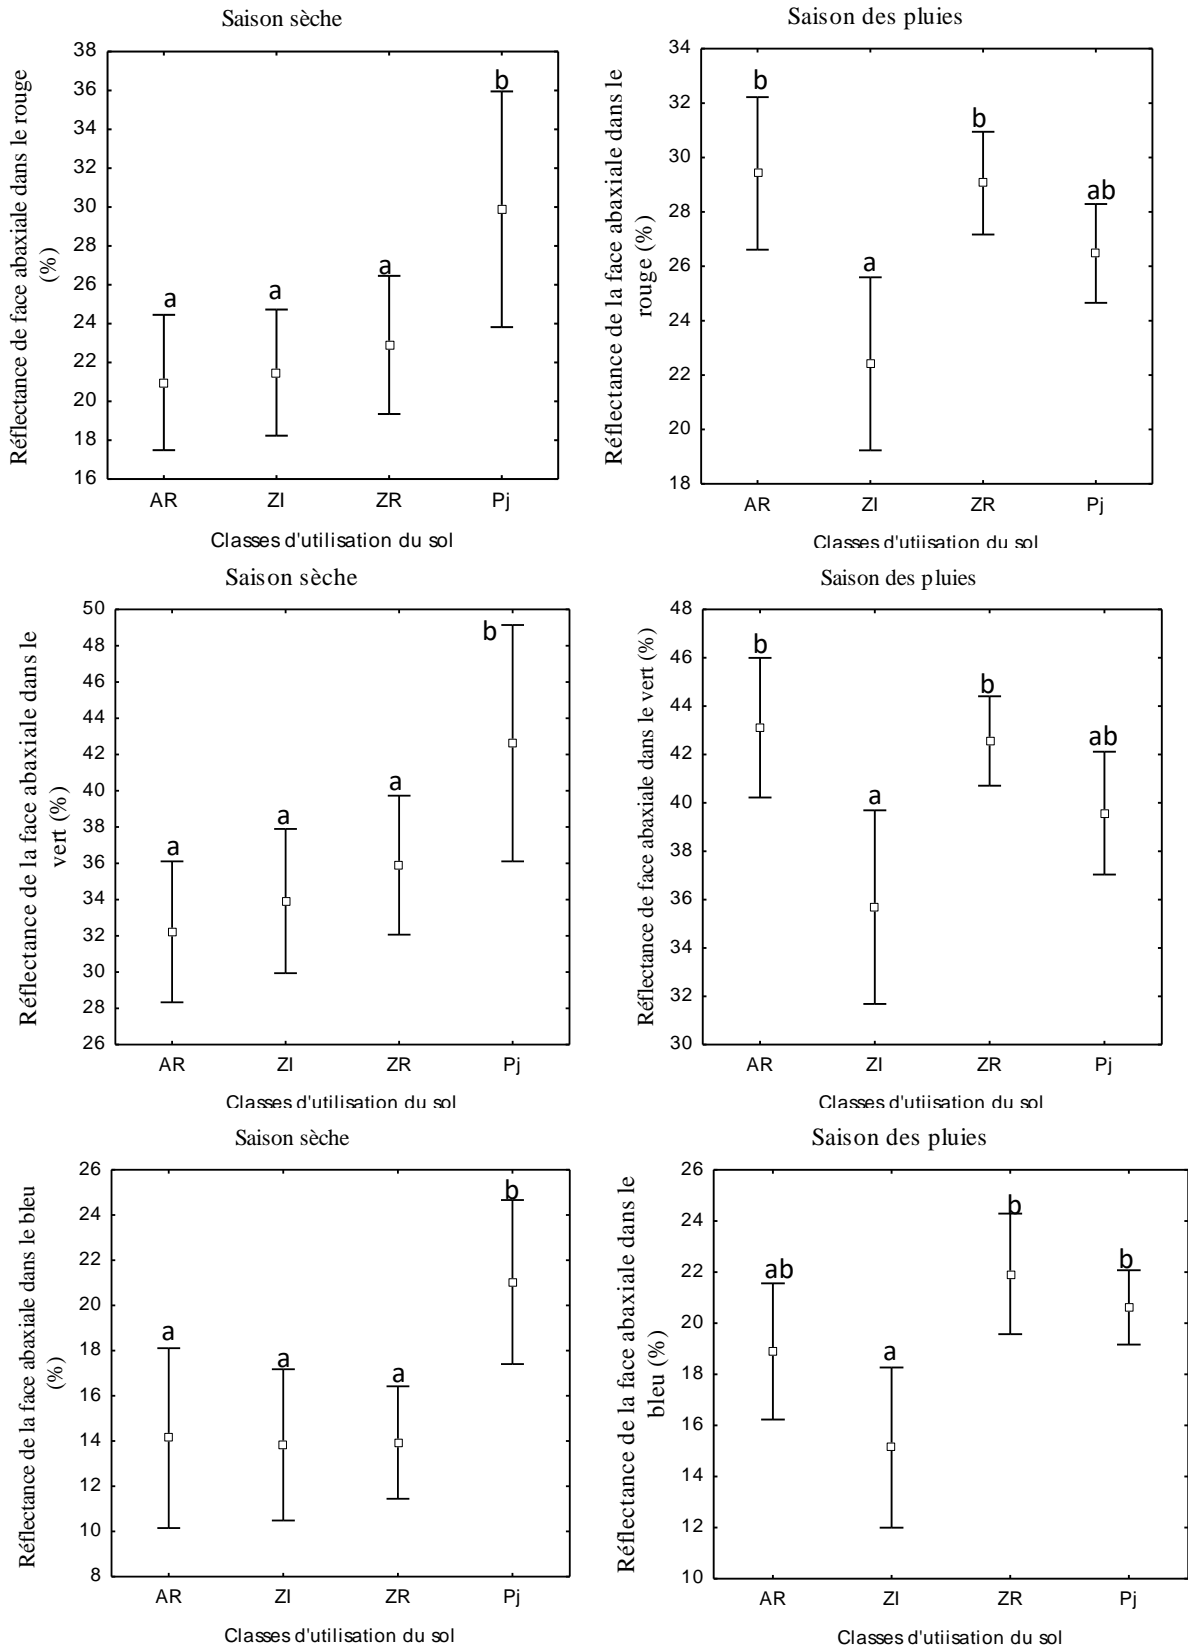 Saison sèche
Réflectance de face abaxiale dans le rouge
(%)
38
36
34
32
30
28
26
24
22
20
18
16
a
a
a
b
AR ZI ZR Pj
Classes d'utilisation du sol
Saison des pluies
Réflectance de la face abaxiale dans le
rouge (%)
34
32
30
28
26
24
22
20
18
b
a
b
ab
AR ZI ZR Pj
Classes d'utiisation du sol
Saison sèche
Réflectance de la face abaxiale dans le
vert (%)
50
48
46
44
42
40
38
36
34
32
30
28
26
a
a
a
b
AR ZI ZR Pj
Classes d'utilisation du sol
Saison des pluies
Réflectance de face abaxiale dans le vert (%)
48
46
44
42
40
38
36
34
32
30
b
a
b
ab
AR ZI ZR Pj
Classes d'utiisation du sol
Saison sèche
Réflectance de la face abaxiale dans le bleu
(%)
26
24
22
20
18
16
14
12
10
8
a
a
a
b
AR ZI ZR Pj
Classes d'utilisation du sol
Saison des pluies
Réflectance de la face abaxiale dans le
bleu (%)
26
24
22
20
18
16
14
12
10
ab
a
b
b
AR ZI ZR Pj
Classes d'utiisation du sol